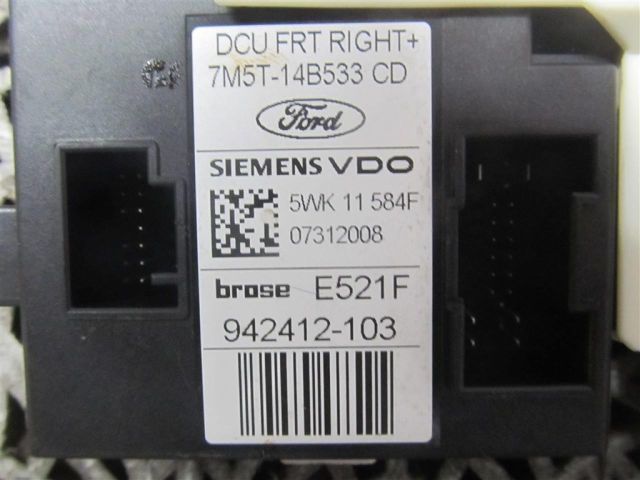 DCU FRT RIGHT+
7M5T-14B533 CD
Ford
SIEMENS VDO
5WK 11 584F
07312008
brose E521F
942412-103